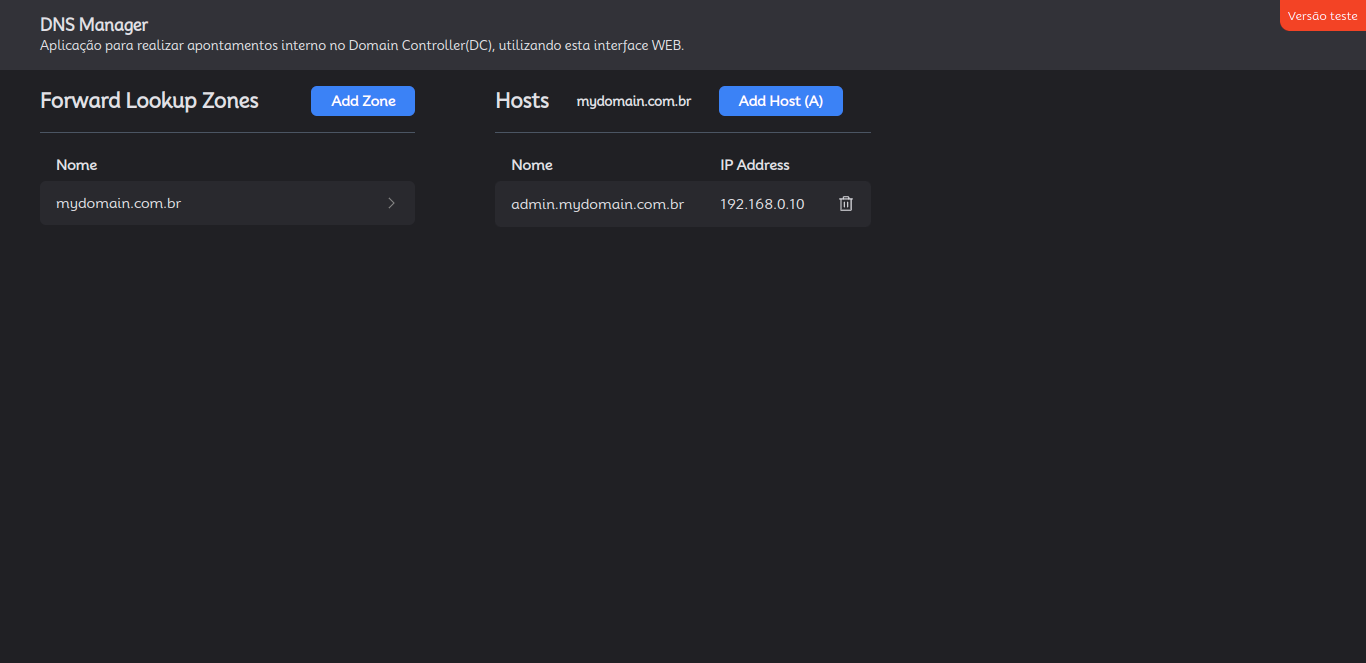 DNS Manager
Aplicação para realizar apontamentos interno no Domain Controller(DC), utilizando esta interface WEB.
Versão teste
Forward Lookup Zones
Add Zone
Nome
mydomain.com.br
Hosts
mydomain.com.br
Add Host (A)
Nome IP Address
admin.mydomain.com.br 192.168.0.10